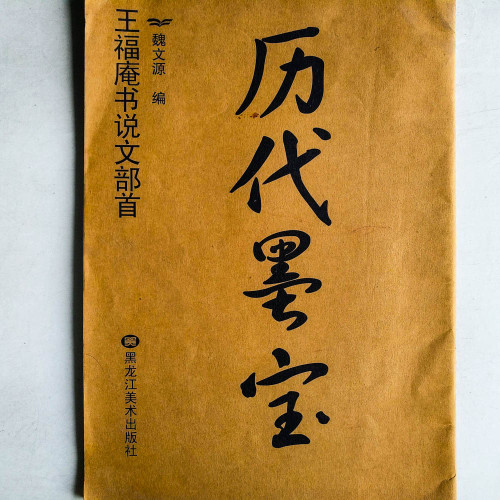 历代墨宝
魏文源 编
王福庵书说文部首
黑龙江美术出版社